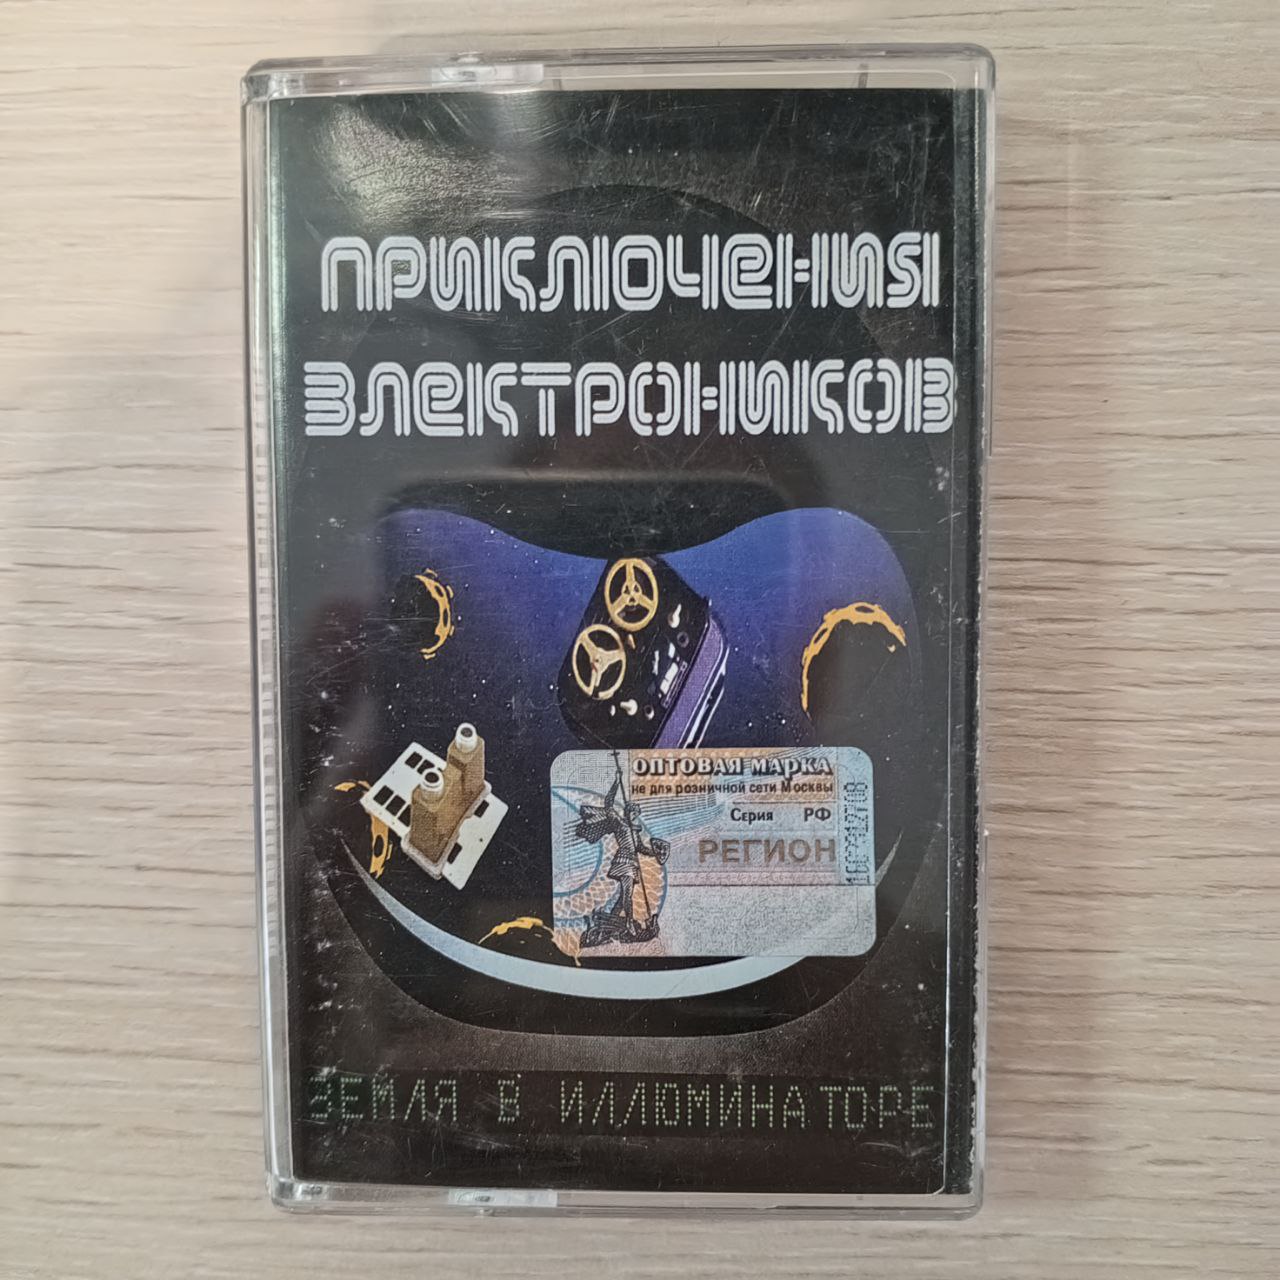 ПРИКЛЮЧЕНИЯ
ЭЛЕКТРОНИКОВ
ОПТОВАЯ МАРКА
не для розничной сети Москвы
Серия РФ
РЕГИОН
ЗЕМЛЯ В ИЛЛЮМИНАТОРЕ